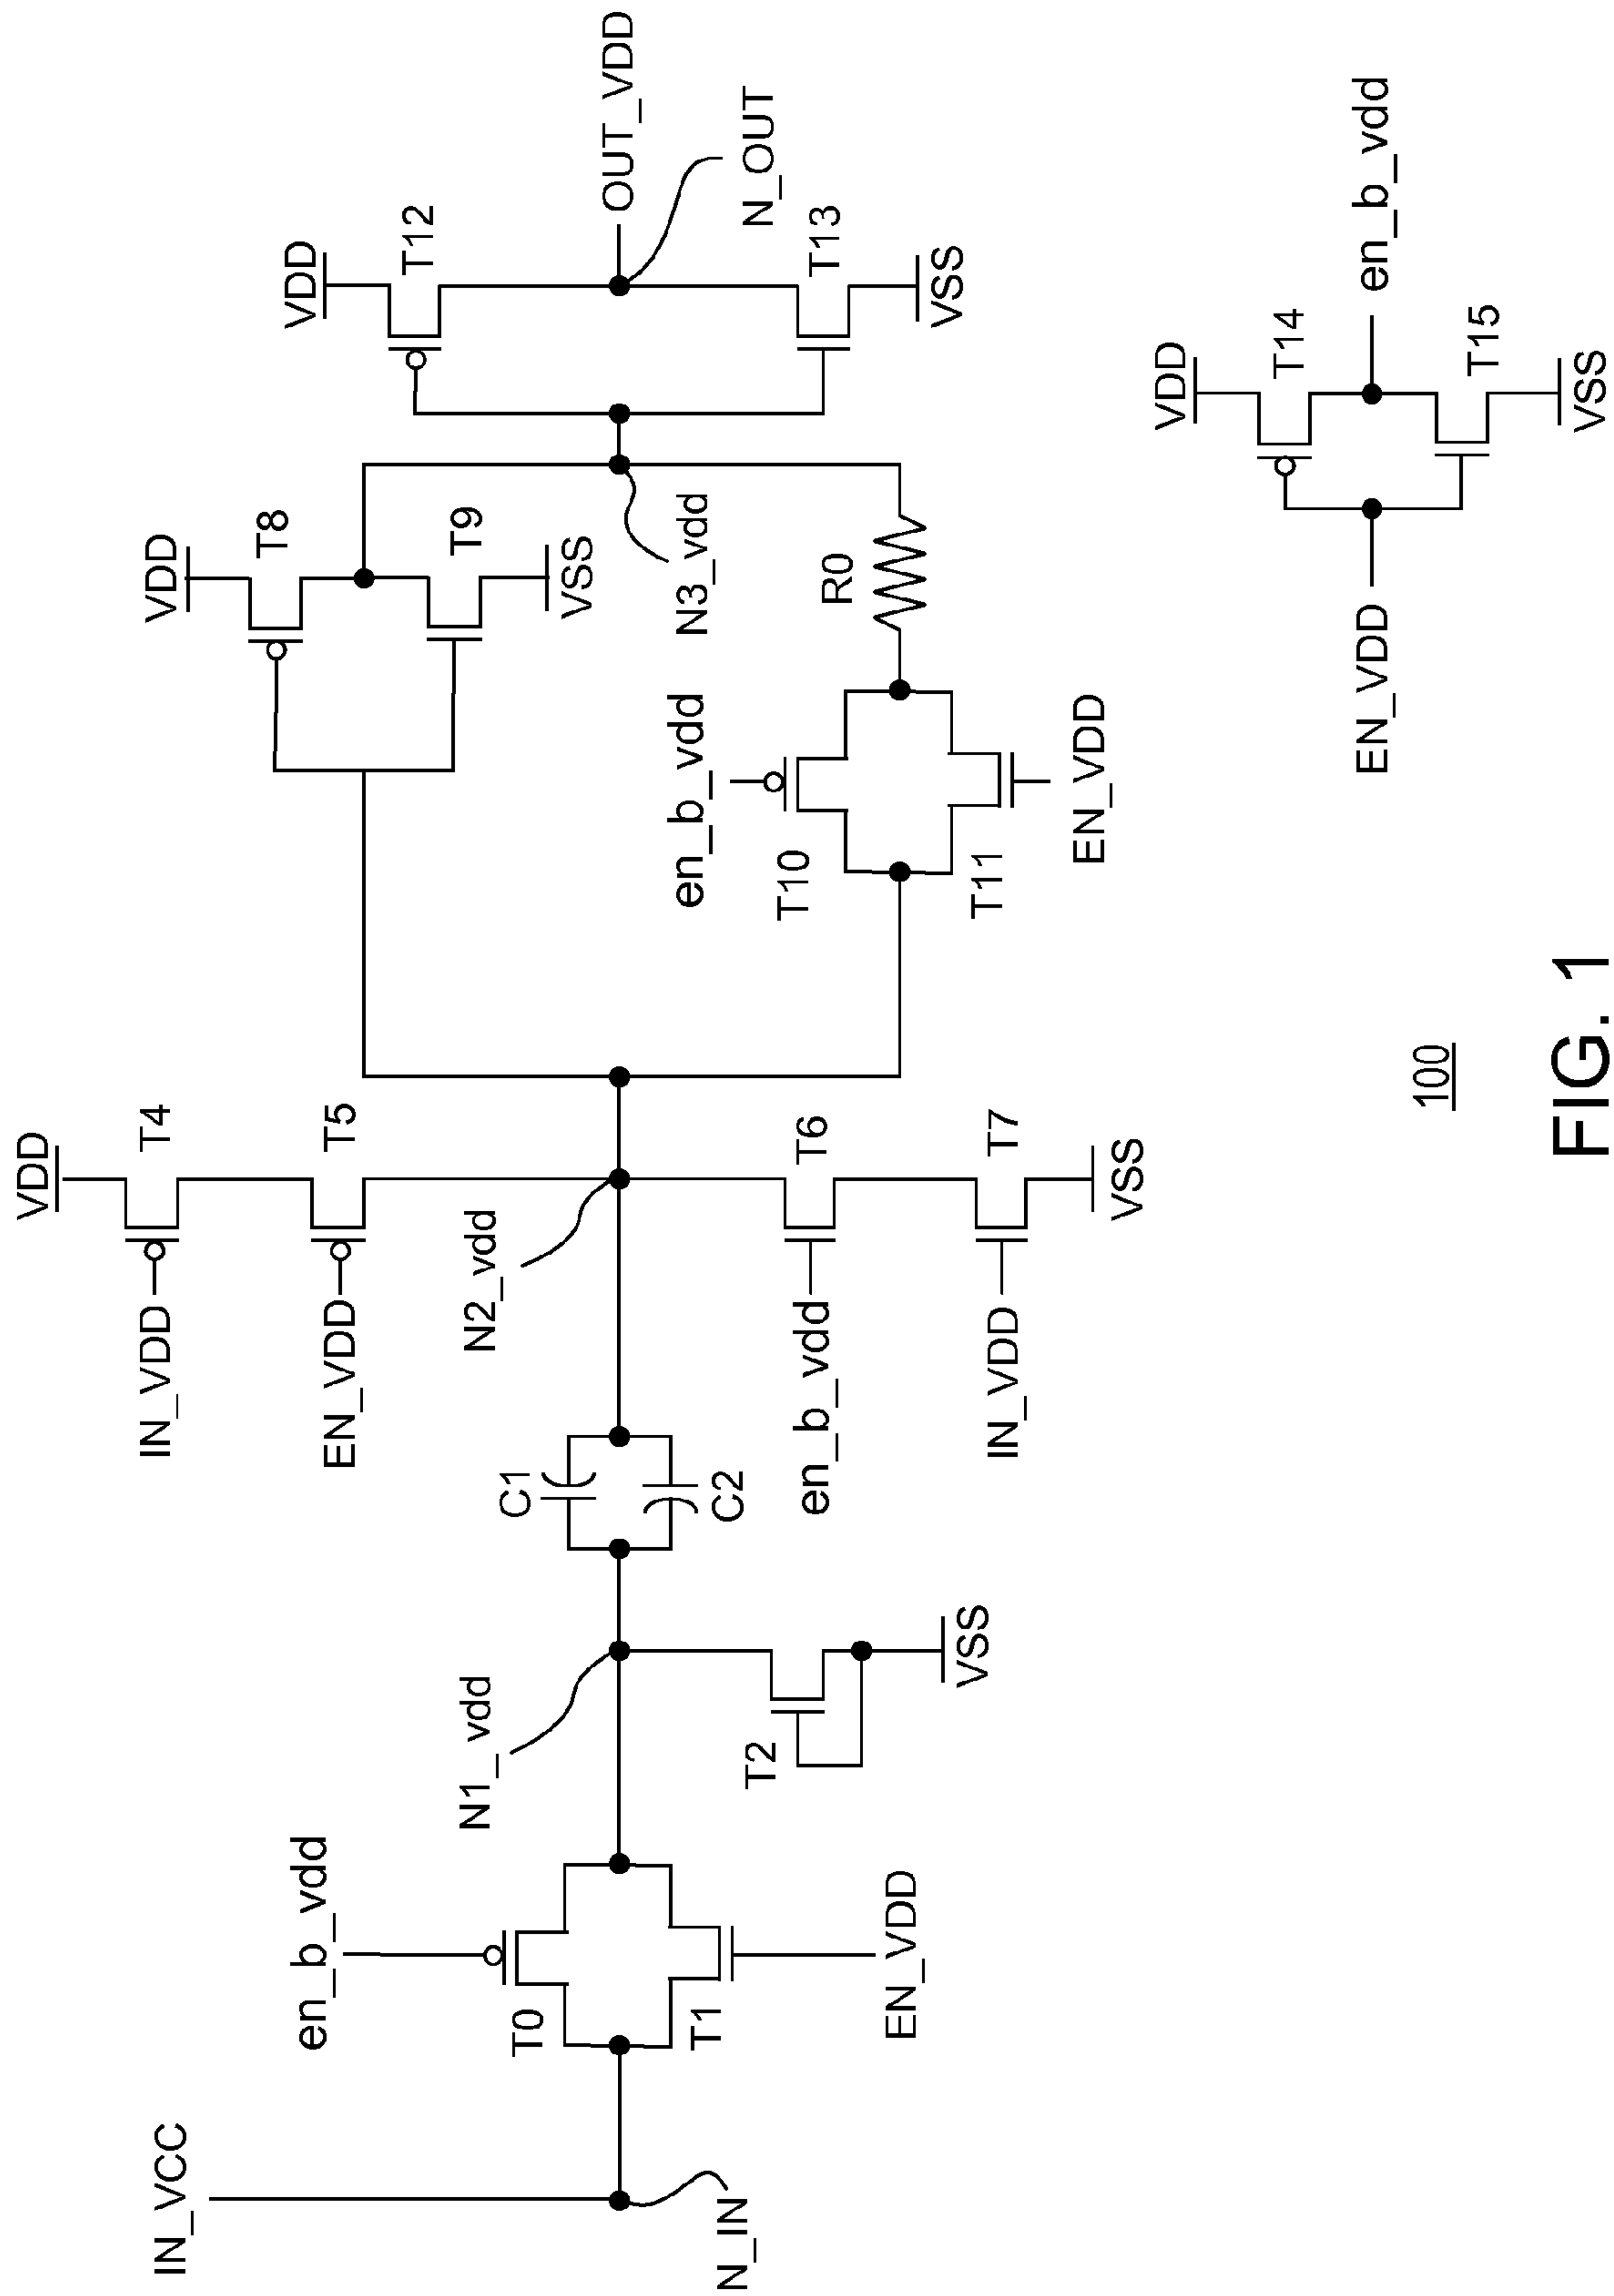 IN_VCC
N_IN
en_b_vdd
T0
T1
EN_VDD
N1_vdd
T2
VSS
C1
C2
VDD
IN_VDD
T4
EN_VDD
T5
N2_vdd
en_b_vdd
T6
IN_VDD
T7
VSS
VDD
T8
T9
VSS
en_b_vdd
T10
T11
EN_VDD
R0
N3_vdd
VDD
T12
OUT_VDD
N_OUT
T13
VSS
VDD
T14
EN_VDD
en_b_vdd
T15
VSS
100
FIG. 1